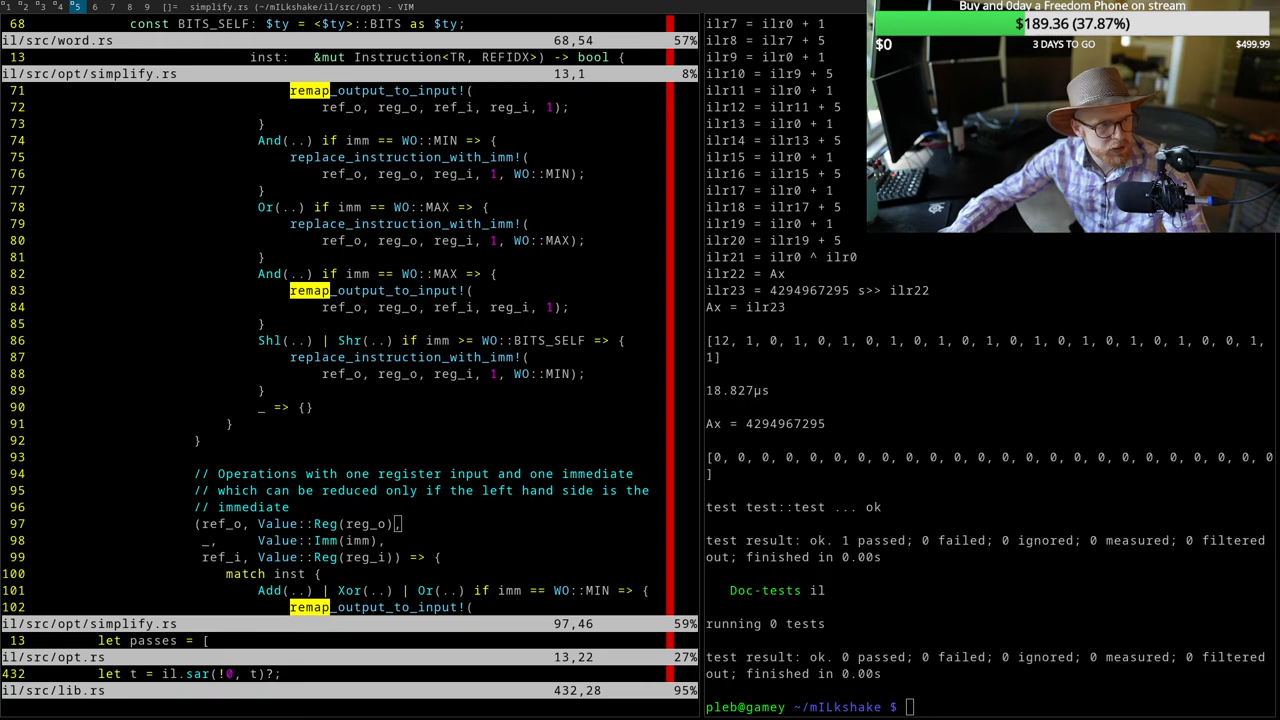 1 2 3 4 5 6 7 8 9 [] simplify.rs (~/mILkshake/il/src/opt) - VIM
68 const BITS_SELF: $ty = <$ty>::BITS as $ty;
il/src/word.rs 68,54 57%
13 inst: &mut Instruction<TR, REFIDX>) -> bool {
il/src/opt/simplify.rs 13,1 8%
71 remap_output_to_input!(
72 ref_o, reg_o, ref_i, reg_i, 1);
73 }
74 And(..) if imm == WO::MIN => {
75 replace_instruction_with_imm!(
76 ref_o, reg_o, reg_i, 1, WO::MIN);
77 }
78 Or(..) if imm == WO::MAX => {
79 replace_instruction_with_imm!(
80 ref_o, reg_o, reg_i, 1, WO::MAX);
81 }
82 And(..) if imm == WO::MAX => {
83 remap_output_to_input!(
84 ref_o, reg_o, ref_i, reg_i, 1);
85 }
86 Shl(..) | Shr(..) if imm >= WO::BITS_SELF => {
87 replace_instruction_with_imm!(
88 ref_o, reg_o, reg_i, 1, WO::MIN);
89 }
90 _ => {}
91 }
92 }
93
94 // Operations with one register input and one immediate
95 // which can be reduced only if the left hand side is the
96 // immediate
97 (ref_o, Value::Reg(reg_o),
98 _, Value::Imm(imm),
99 ref_i, Value::Reg(reg_i)) => {
100 match inst {
101 Add(..) | Xor(..) | Or(..) if imm == WO::MIN => {
102 remap_output_to_input!(
il/src/opt/simplify.rs 97,46 59%
13 let passes = [
il/src/opt.rs 13,22 27%
432 let t = il.sar(!0, t)?;
il/src/lib.rs 432,28 95%
ilr7 = ilr0 + 1
ilr8 = ilr7 + 5
ilr9 = ilr0 + 1
ilr10 = ilr9 + 5
ilr11 = ilr0 + 1
ilr12 = ilr11 + 5
ilr13 = ilr0 + 1
ilr14 = ilr13 + 5
ilr15 = ilr0 + 1
ilr16 = ilr15 + 5
ilr17 = ilr0 + 1
ilr18 = ilr17 + 5
ilr19 = ilr0 + 1
ilr20 = ilr19 + 5
ilr21 = ilr0 ^ ilr0
ilr22 = Ax
ilr23 = 4294967295 s>> ilr22
Ax = ilr23
[12, 1, 0, 1, 0, 1, 0, 1, 0, 1, 0, 1, 0, 1, 0, 1, 0, 1, 0, 1, 0, 0, 1,
1]
18.827µs
Ax = 4294967295
[0, 0, 0, 0, 0, 0, 0, 0, 0, 0, 0, 0, 0, 0, 0, 0, 0, 0, 0, 0, 0, 0, 0, 0
]
test test::test ... ok
test result: ok. 1 passed; 0 failed; 0 ignored; 0 measured; 0 filtered
out; finished in 0.00s
Doc-tests il
running 0 tests
test result: ok. 0 passed; 0 failed; 0 ignored; 0 measured; 0 filtered
out; finished in 0.00s
pleb@gamey ~/mILkshake $
Buy and 0day a Freedom Phone on stream
$189.36 (37.87%)
$0 3 DAYS TO GO $499.99